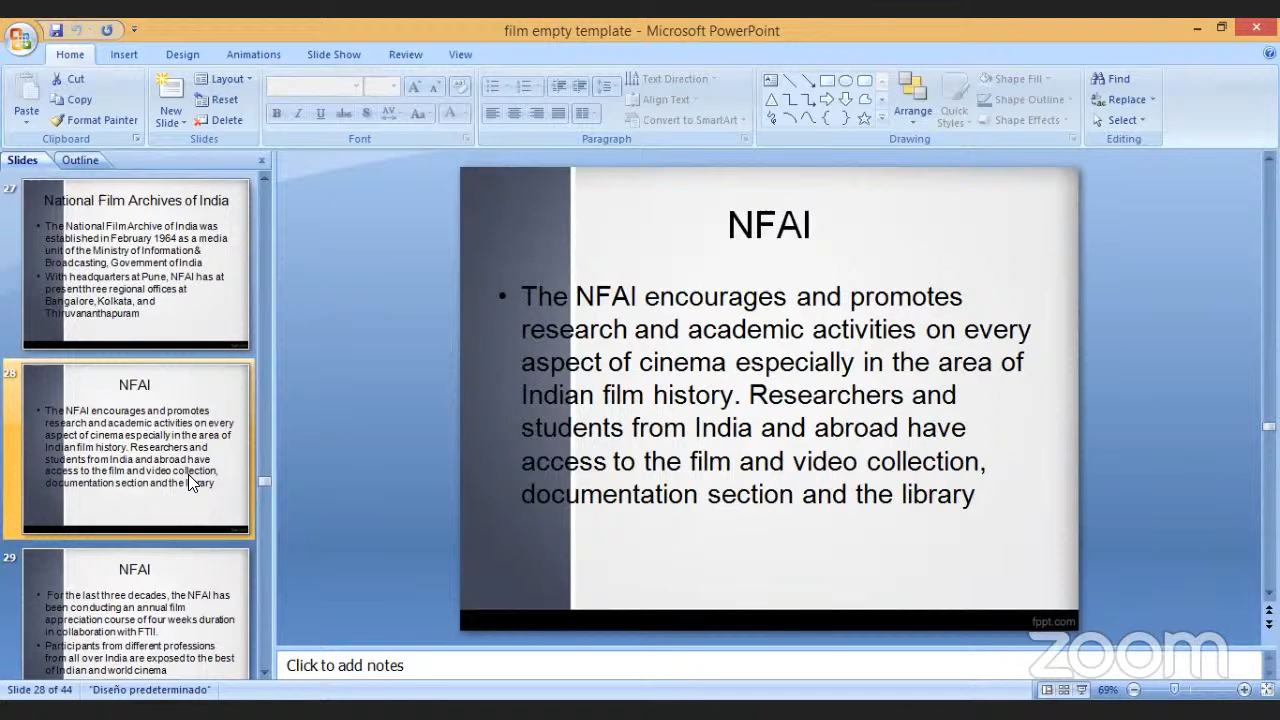 film empty template - Microsoft PowerPoint
Home Insert Design Animations Slide Show Review View
Paste
Cut
Copy
Format Painter
Clipboard
New Slide
Layout
Reset
Delete
Slides
B I U abc S AV Aa A
Font
Text Direction
Align Text
Convert to SmartArt
Paragraph
Arrange
Quick Styles
Shape Fill
Shape Outline
Shape Effects
Drawing
Find
Replace
Select
Editing
Slides Outline
27
National Film Archives of India
• The National Film Archive of India was
established in February 1964 as a media
unit of the Ministry of Information&
Broadcasting, Government of India
• With headquarters at Pune, NFAI has at
presentthree regional offices at
Bangalore, Kolkata, and
Thiruvananthapuram
28
NFAI
• The NFAI encourages and promotes
research and academic activities on every
aspect of cinema especially in the area of
Indian film history. Researchers and
students from India and abroad have
access to the film and video collection,
documentation section and the library
29
NFAI
• For the last three decades, the NFAI has
been conducting an annual film
appreciation course of four weeks duration
in collaboration with FTII.
• Participants from different professions
from all over India are exposed to the best
of Indian and world cinema
NFAI
• The NFAI encourages and promotes
research and academic activities on every
aspect of cinema especially in the area of
Indian film history. Researchers and
students from India and abroad have
access to the film and video collection,
documentation section and the library
fppt.com
zoom
Click to add notes
Slide 28 of 44 "Diseño predeterminado" 69%